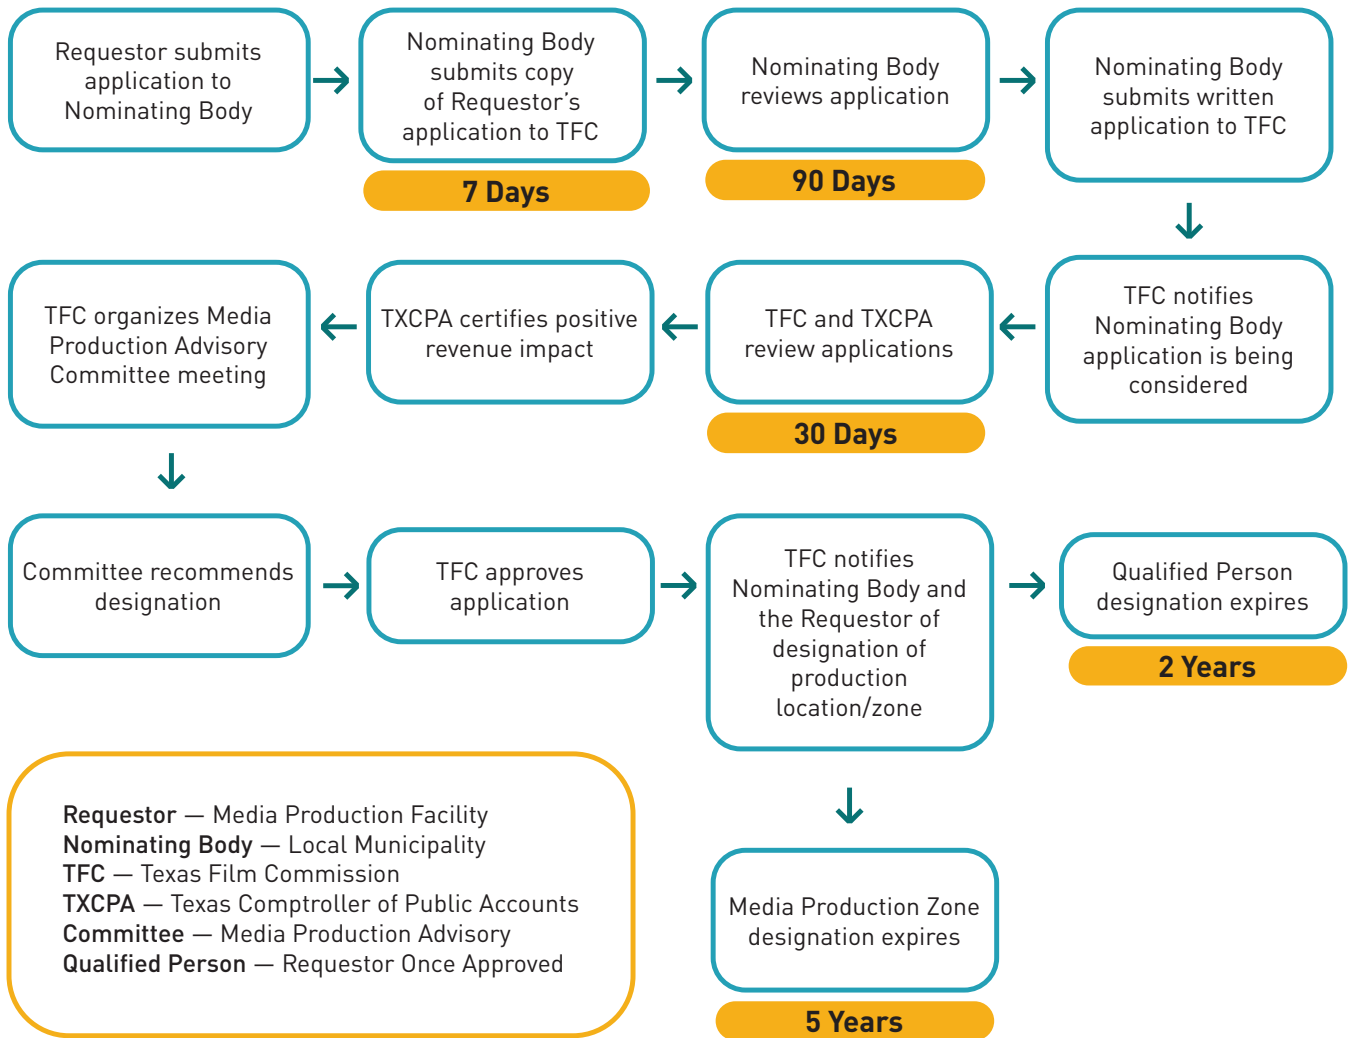 Requestor submits
application to
Nominating Body
Nominating Body
submits copy
of Requestor’s
application to TFC
7 Days
Nominating Body
reviews application
90 Days
Nominating Body
submits written
application to TFC
TFC notifies
Nominating Body
application is being
considered
TFC and TXCPA
review applications
30 Days
TXCPA certifies positive
revenue impact
TFC organizes Media
Production Advisory
Committee meeting
Committee recommends
designation
TFC approves
application
TFC notifies
Nominating Body and
the Requestor of
designation of
production
location/zone
Qualified Person
designation expires
2 Years
Media Production Zone
designation expires
5 Years
Requestor — Media Production Facility
Nominating Body — Local Municipality
TFC — Texas Film Commission
TXCPA — Texas Comptroller of Public Accounts
Committee — Media Production Advisory
Qualified Person — Requestor Once Approved